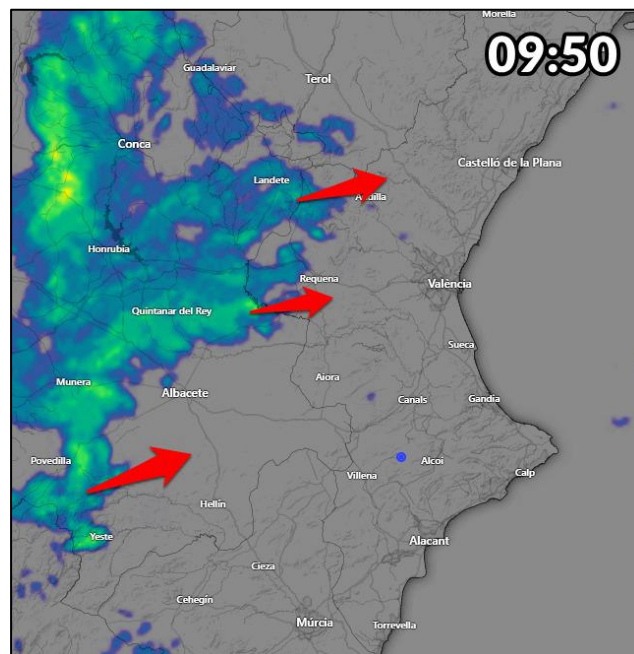 Morella
09:50
Guadalaviar
Terol
Conca
Castelló de la Plana
Landete
Honrubia
Requena
València
Quintanar del Rey
Sueca
Aiora
Munera
Albacete
Canals
Gandia
Povedilla
Alcoi
Villena
Calp
Hellín
Yeste
Alacant
Cieza
Cehegín
Múrcia
Torrevella